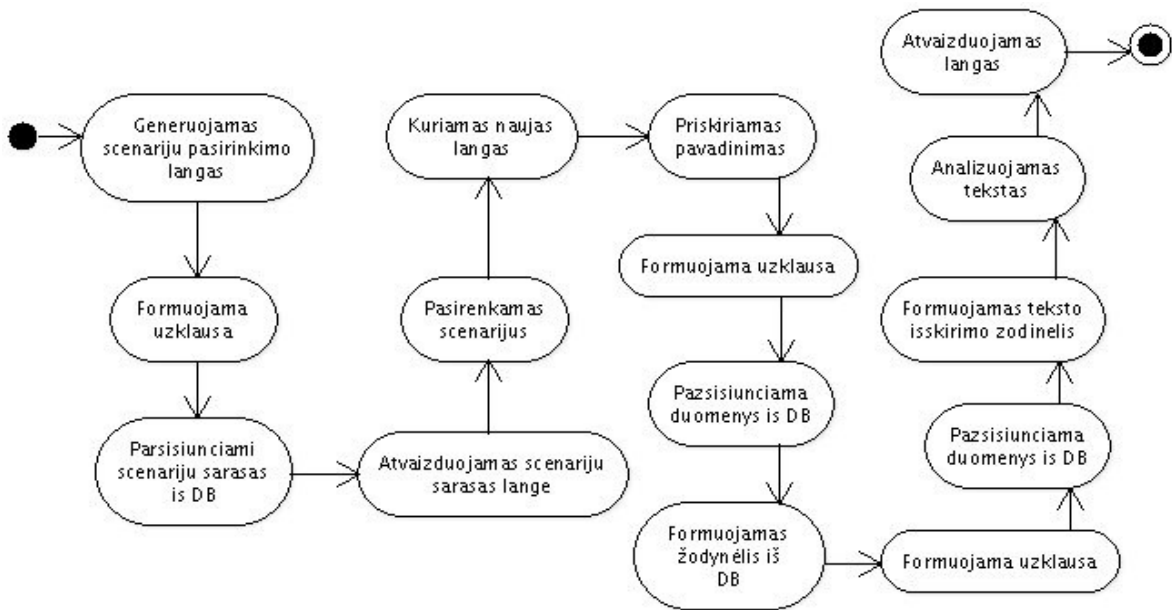 Generuojamas
scenariju pasirinkimo
langas
Formuojama
uzklausa
Parsisiunciami
scenariju sarasas
is DB
Atvaizduojamas scenariju
sarasas lange
Pasirenkamas
scenarijus
Kuriamas naujas
langas
Priskiriamas
pavadinimas
Formuojama uzklausa
Pazsisiunciama
duomenys is DB
Formuojamas
žodynėlis iš
DB
Formuojama uzklausa
Pazsisiunciama
duomenys is DB
Formuojamas teksto
isskirimo zodinelis
Analizuojamas
tekstas
Atvaizduojamas
langas